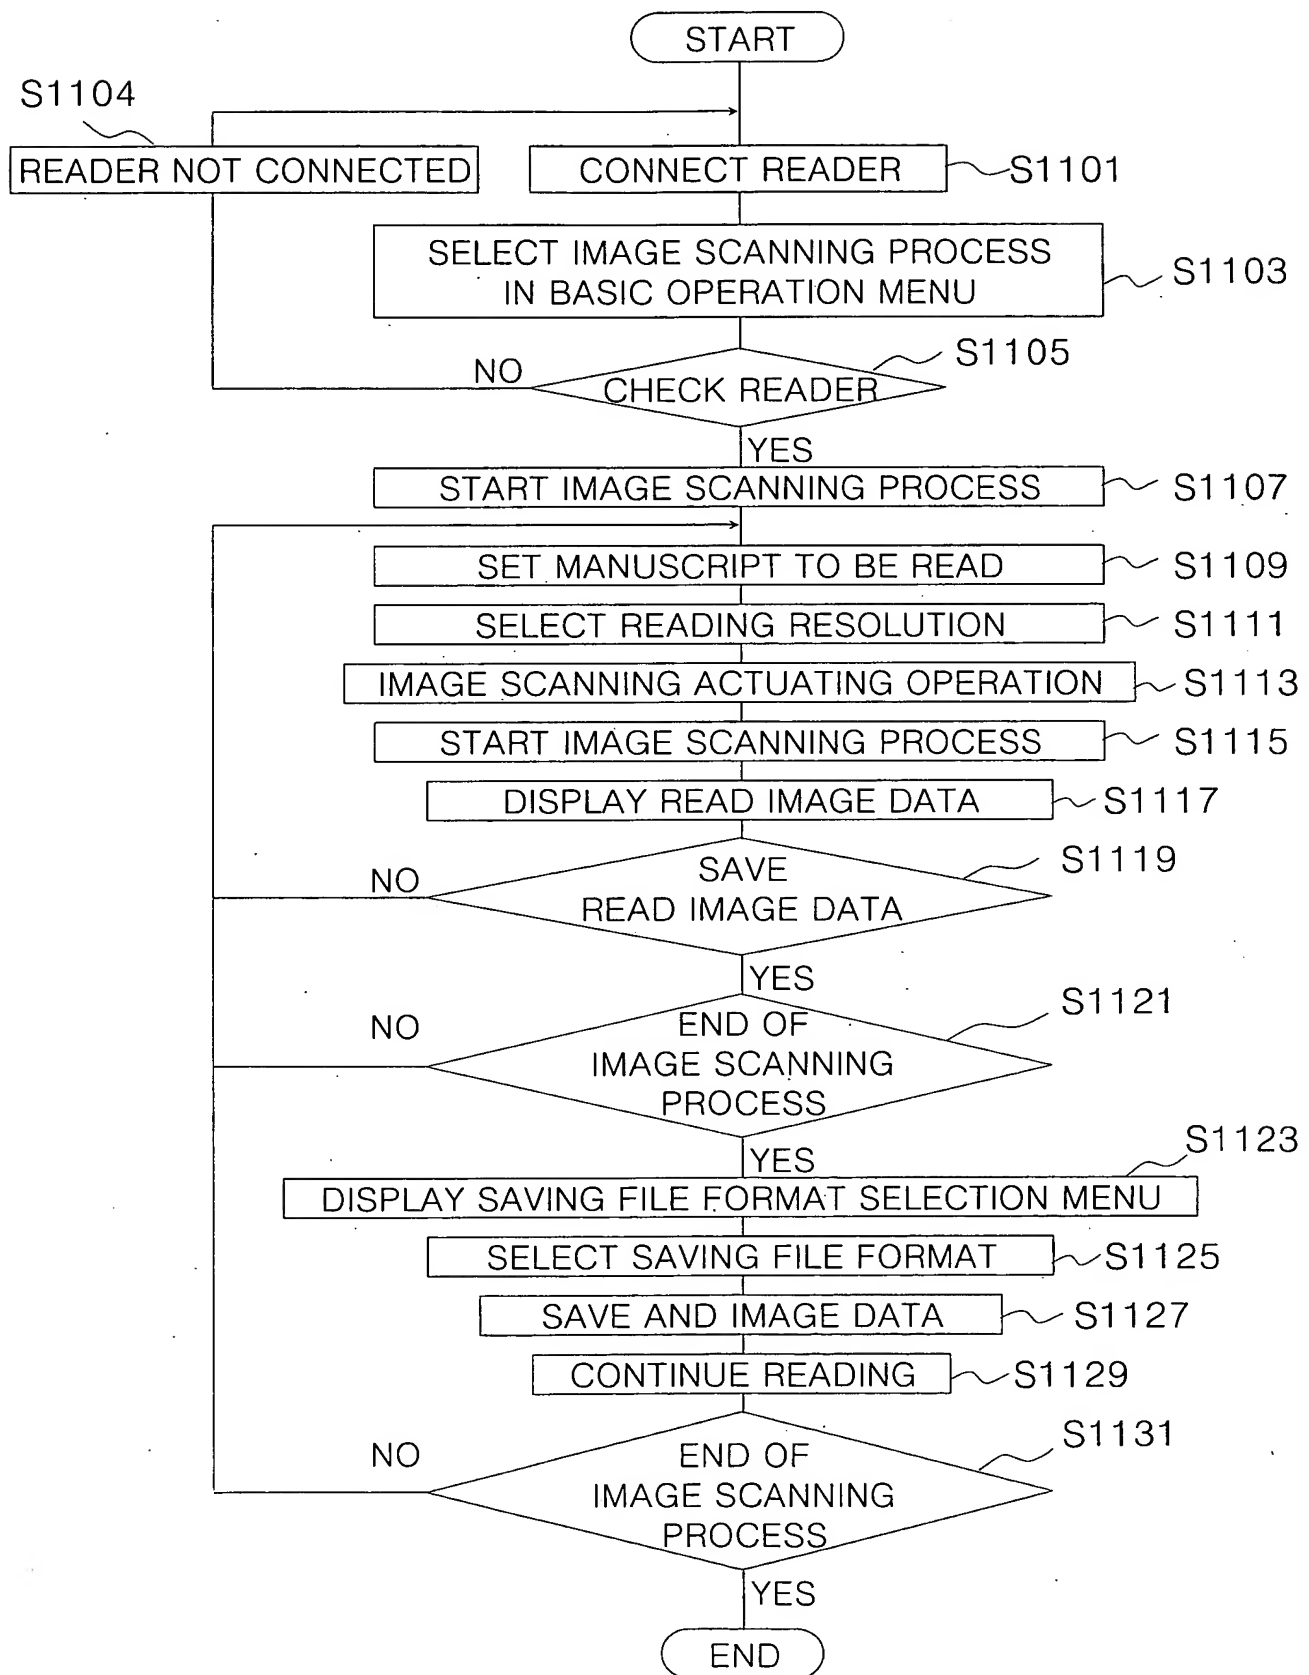 START
S1104
READER NOT CONNECTED
CONNECT READER
S1101
SELECT IMAGE SCANNING PROCESS
IN BASIC OPERATION MENU
S1103
S1105
NO
CHECK READER
YES
START IMAGE SCANNING PROCESS
S1107
SET MANUSCRIPT TO BE READ
S1109
SELECT READING RESOLUTION
S1111
IMAGE SCANNING ACTUATING OPERATION
S1113
START IMAGE SCANNING PROCESS
S1115
DISPLAY READ IMAGE DATA
S1117
S1119
NO
SAVE
READ IMAGE DATA
YES
S1121
NO
END OF
IMAGE SCANNING
PROCESS
YES
S1123
DISPLAY SAVING FILE FORMAT SELECTION MENU
SELECT SAVING FILE FORMAT
S1125
SAVE AND IMAGE DATA
S1127
CONTINUE READING
S1129
S1131
NO
END OF
IMAGE SCANNING
PROCESS
YES
END